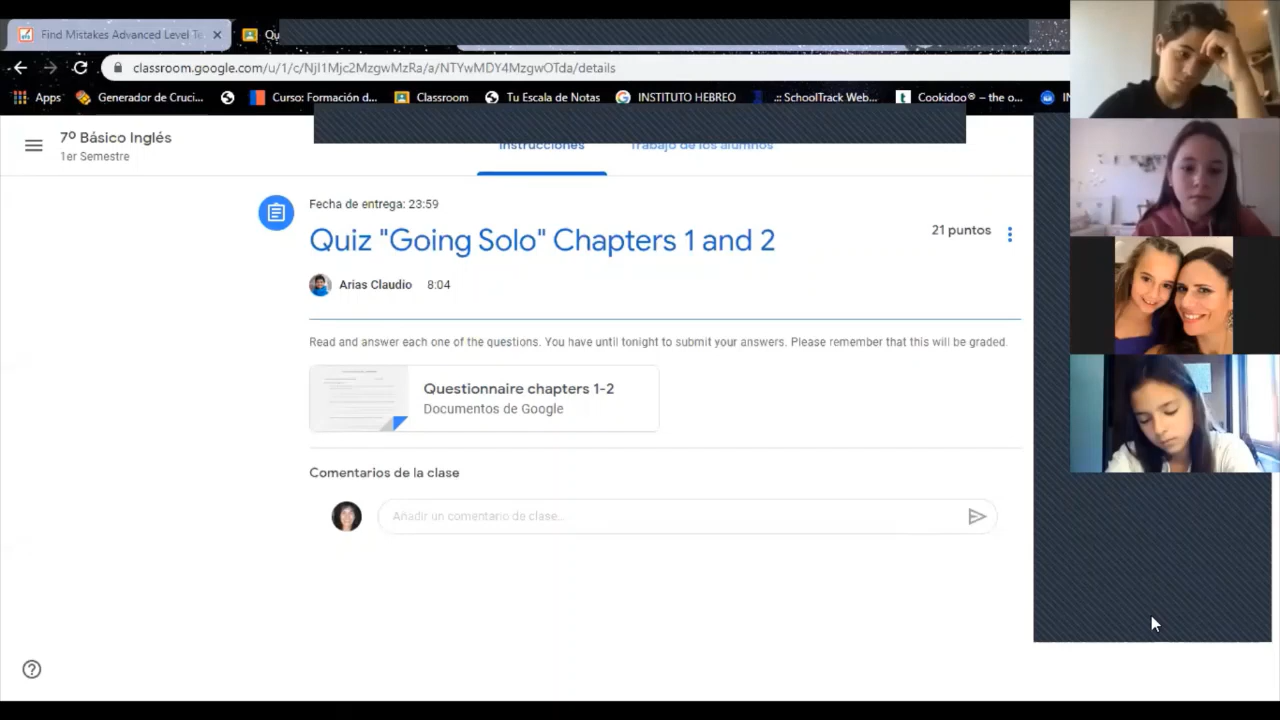 Find Mistakes Advanced Level Te
Qu
classroom.google.com/u/1/c/NjI1Mjc2MzgwMzRa/a/NTYwMDY4MzgwOTda/details
Apps
Generador de Cruci...
Curso: Formación d...
Classroom
Tu Escala de Notas
INSTITUTO HEBREO
.:: SchoolTrack Web...
Cookidoo® – the o...
7º Básico Inglés
1er Semestre
Instrucciones
Trabajo de los alumnos
Fecha de entrega: 23:59
Quiz "Going Solo" Chapters 1 and 2
21 puntos
Arias Claudio 8:04
Read and answer each one of the questions. You have until tonight to submit your answers. Please remember that this will be graded.
Questionnaire chapters 1-2
Documentos de Google
Comentarios de la clase
Añadir un comentario de clase...